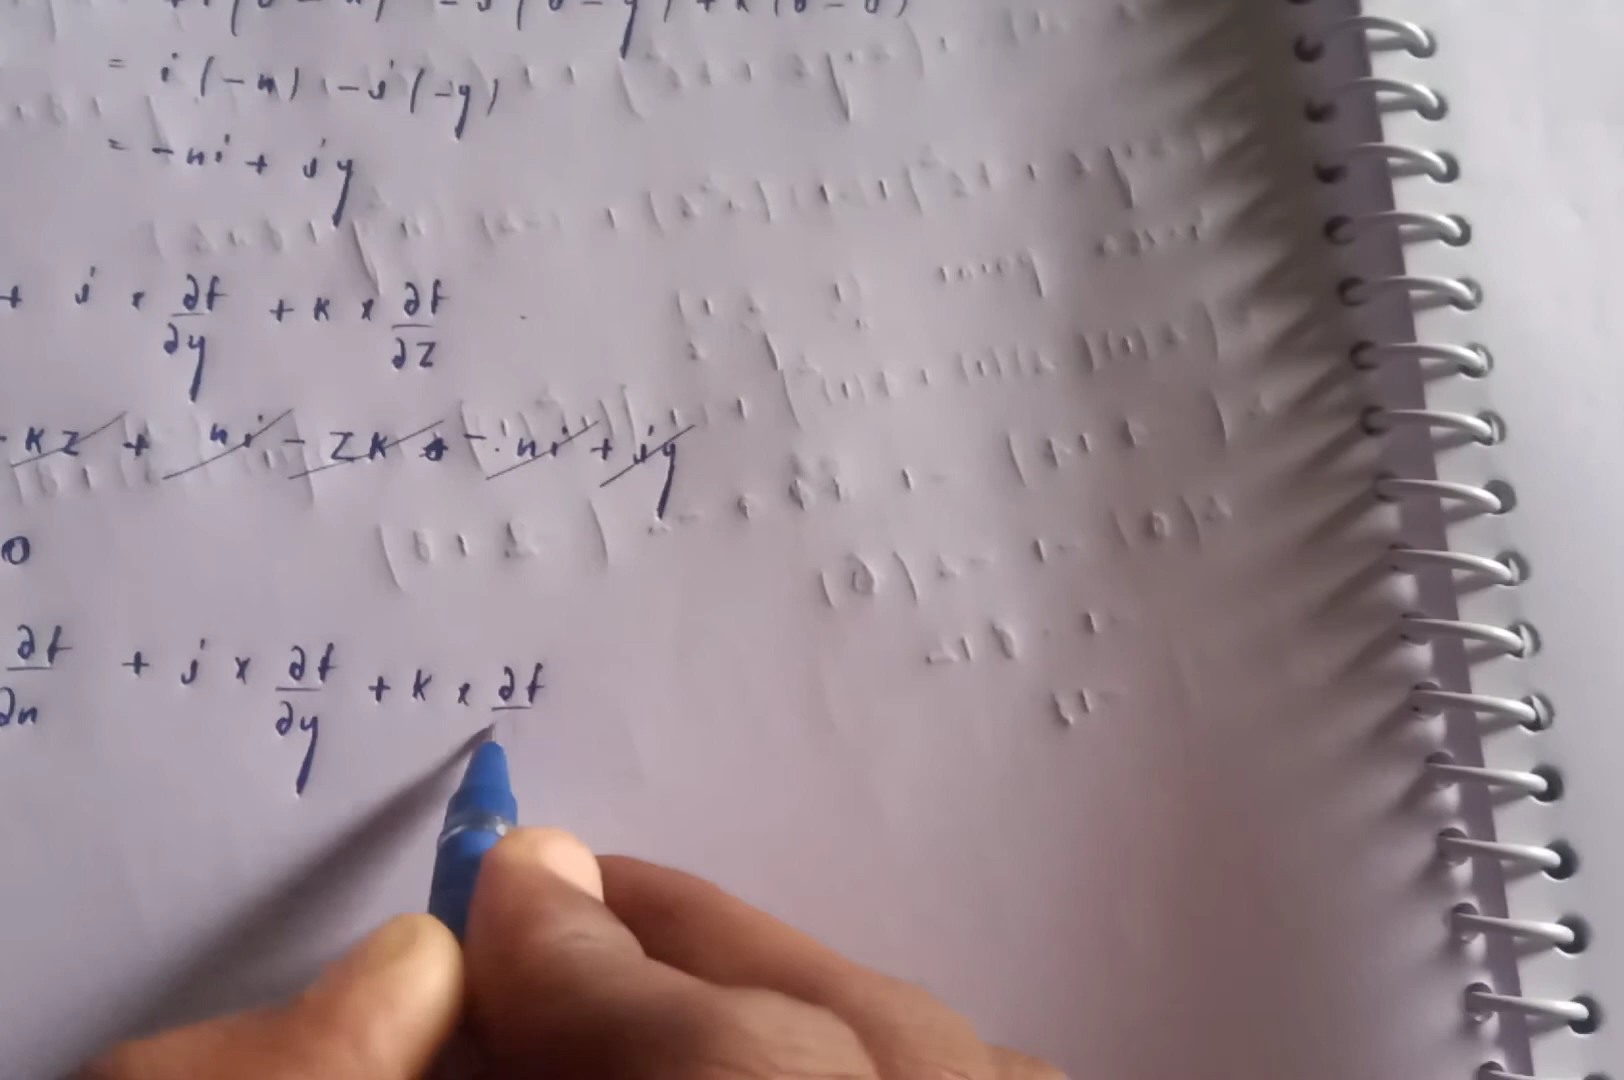 = i(-x) - j(-y)
= -xi + jy
+ j × ∂f/∂y + k × ∂f/∂z
kz + xi - zk + - xi + jy
0
∂f/∂x + j × ∂f/∂y + k × ∂f/